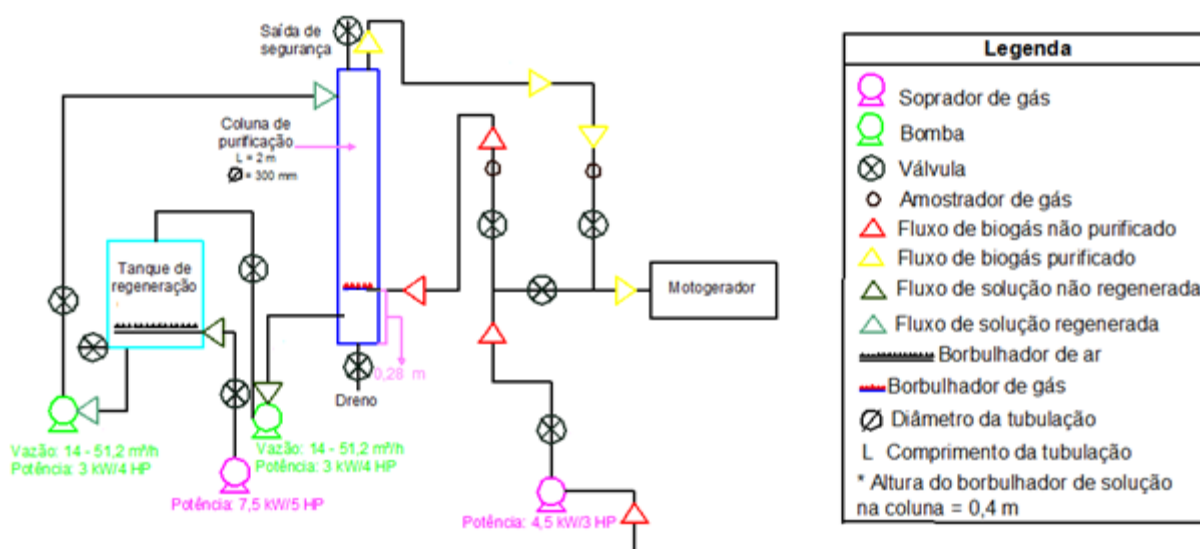 Saída de
segurança
Coluna de
purificação
L = 2 m
Ø = 300 mm
Tanque de
regeneração
Motogerador
0,28 m
Dreno
Vazão: 14 - 51,2 m³/h
Potência: 3 kW/4 HP
Vazão: 14 - 51,2 m³/h
Potência: 3 kW/4 HP
Potência: 7,5 kW/5 HP
Potência: 4,5 kW/3 HP
Legenda
Soprador de gás
Bomba
Válvula
Amostrador de gás
Fluxo de biogás não purificado
Fluxo de biogás purificado
Fluxo de solução não regenerada
Fluxo de solução regenerada
Borbulhador de ar
Borbulhador de gás
Ø Diâmetro da tubulação
L Comprimento da tubulação
* Altura do borbulhador de solução
na coluna = 0,4 m